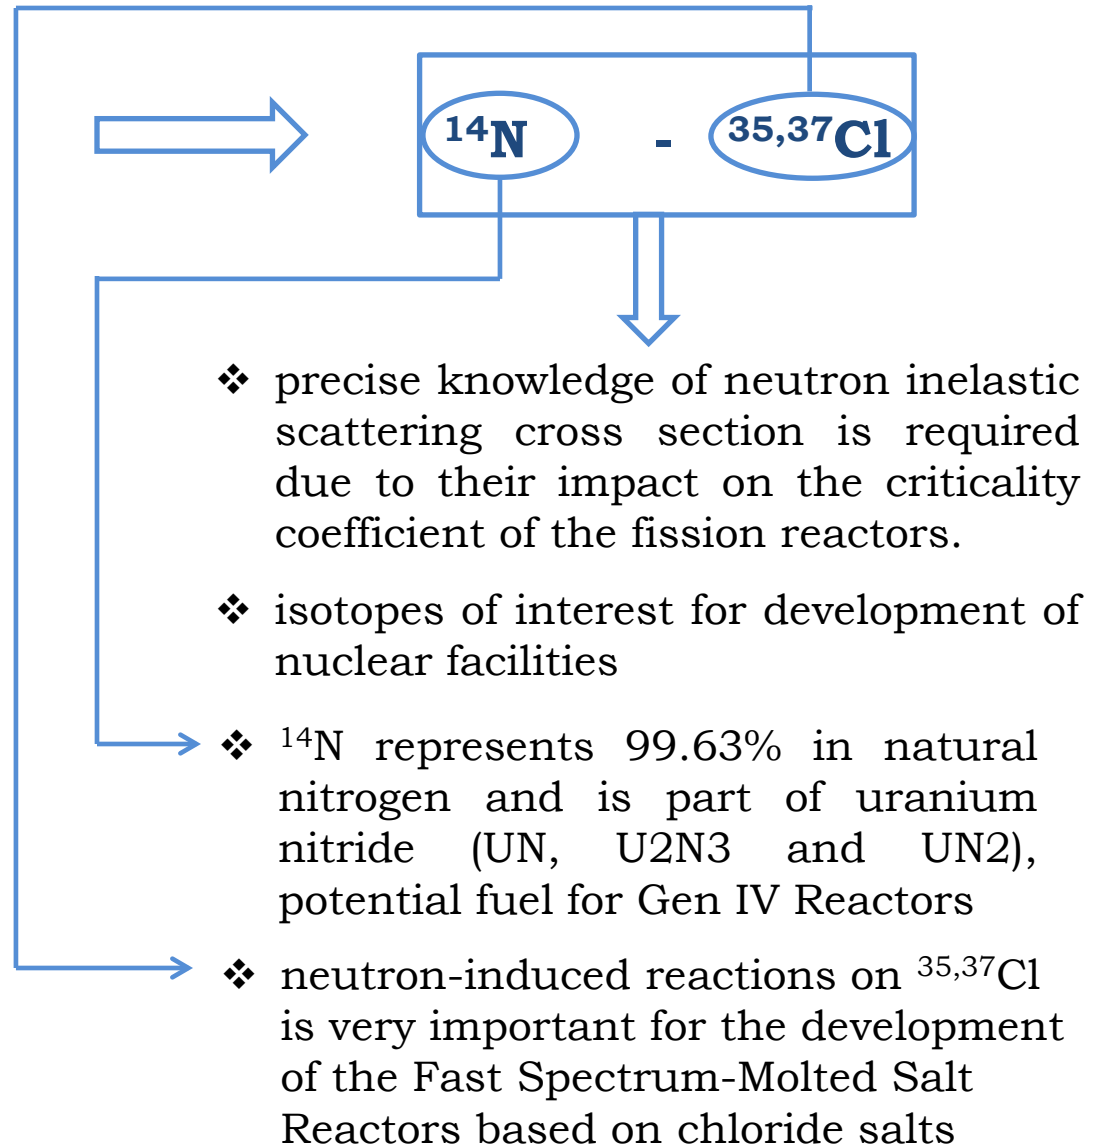 ¹⁴N - ³⁵,³⁷Cl
❖ precise knowledge of neutron inelastic
scattering cross section is required
due to their impact on the criticality
coefficient of the fission reactors.
❖ isotopes of interest for development of
nuclear facilities
❖ ¹⁴N represents 99.63% in natural
nitrogen and is part of uranium
nitride (UN, U2N3 and UN2),
potential fuel for Gen IV Reactors
❖ neutron-induced reactions on ³⁵,³⁷Cl
is very important for the development
of the Fast Spectrum-Molted Salt
Reactors based on chloride salts